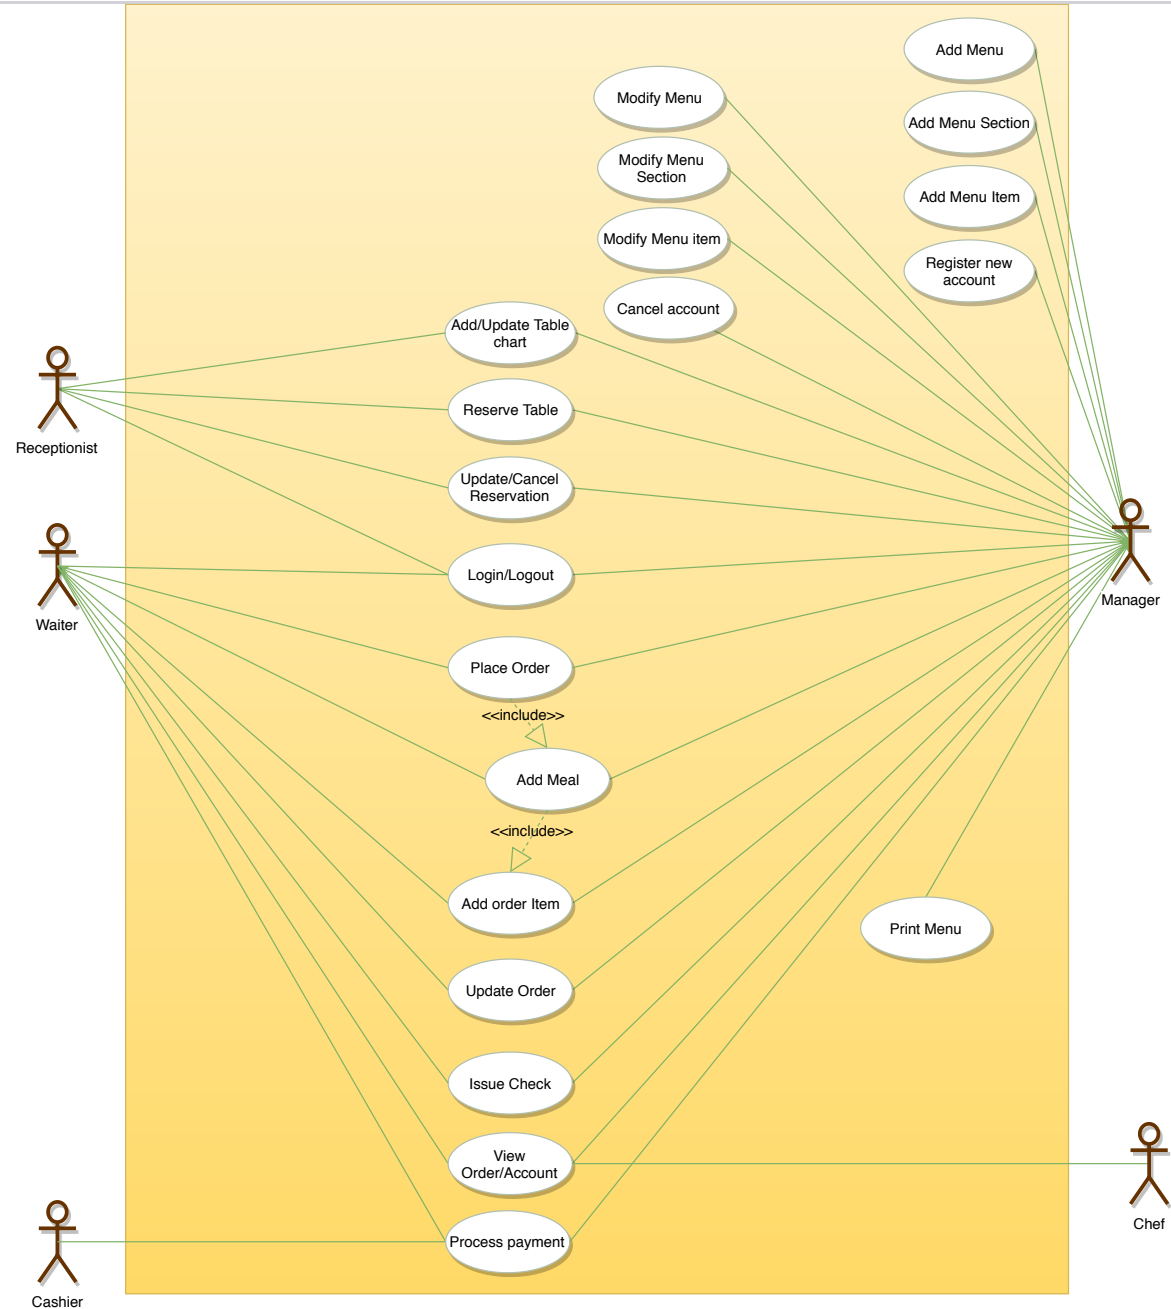 Add Menu
Modify Menu
Add Menu Section
Modify Menu
Section
Add Menu Item
Modify Menu item
Register new
account
Cancel account
Add/Update Table
chart
Reserve Table
Receptionist
Update/Cancel
Reservation
Login/Logout
Manager
Waiter
Place Order
<<include>>
Add Meal
<<include>>
Add order Item
Print Menu
Update Order
Issue Check
View
Order/Account
Chef
Process payment
Cashier